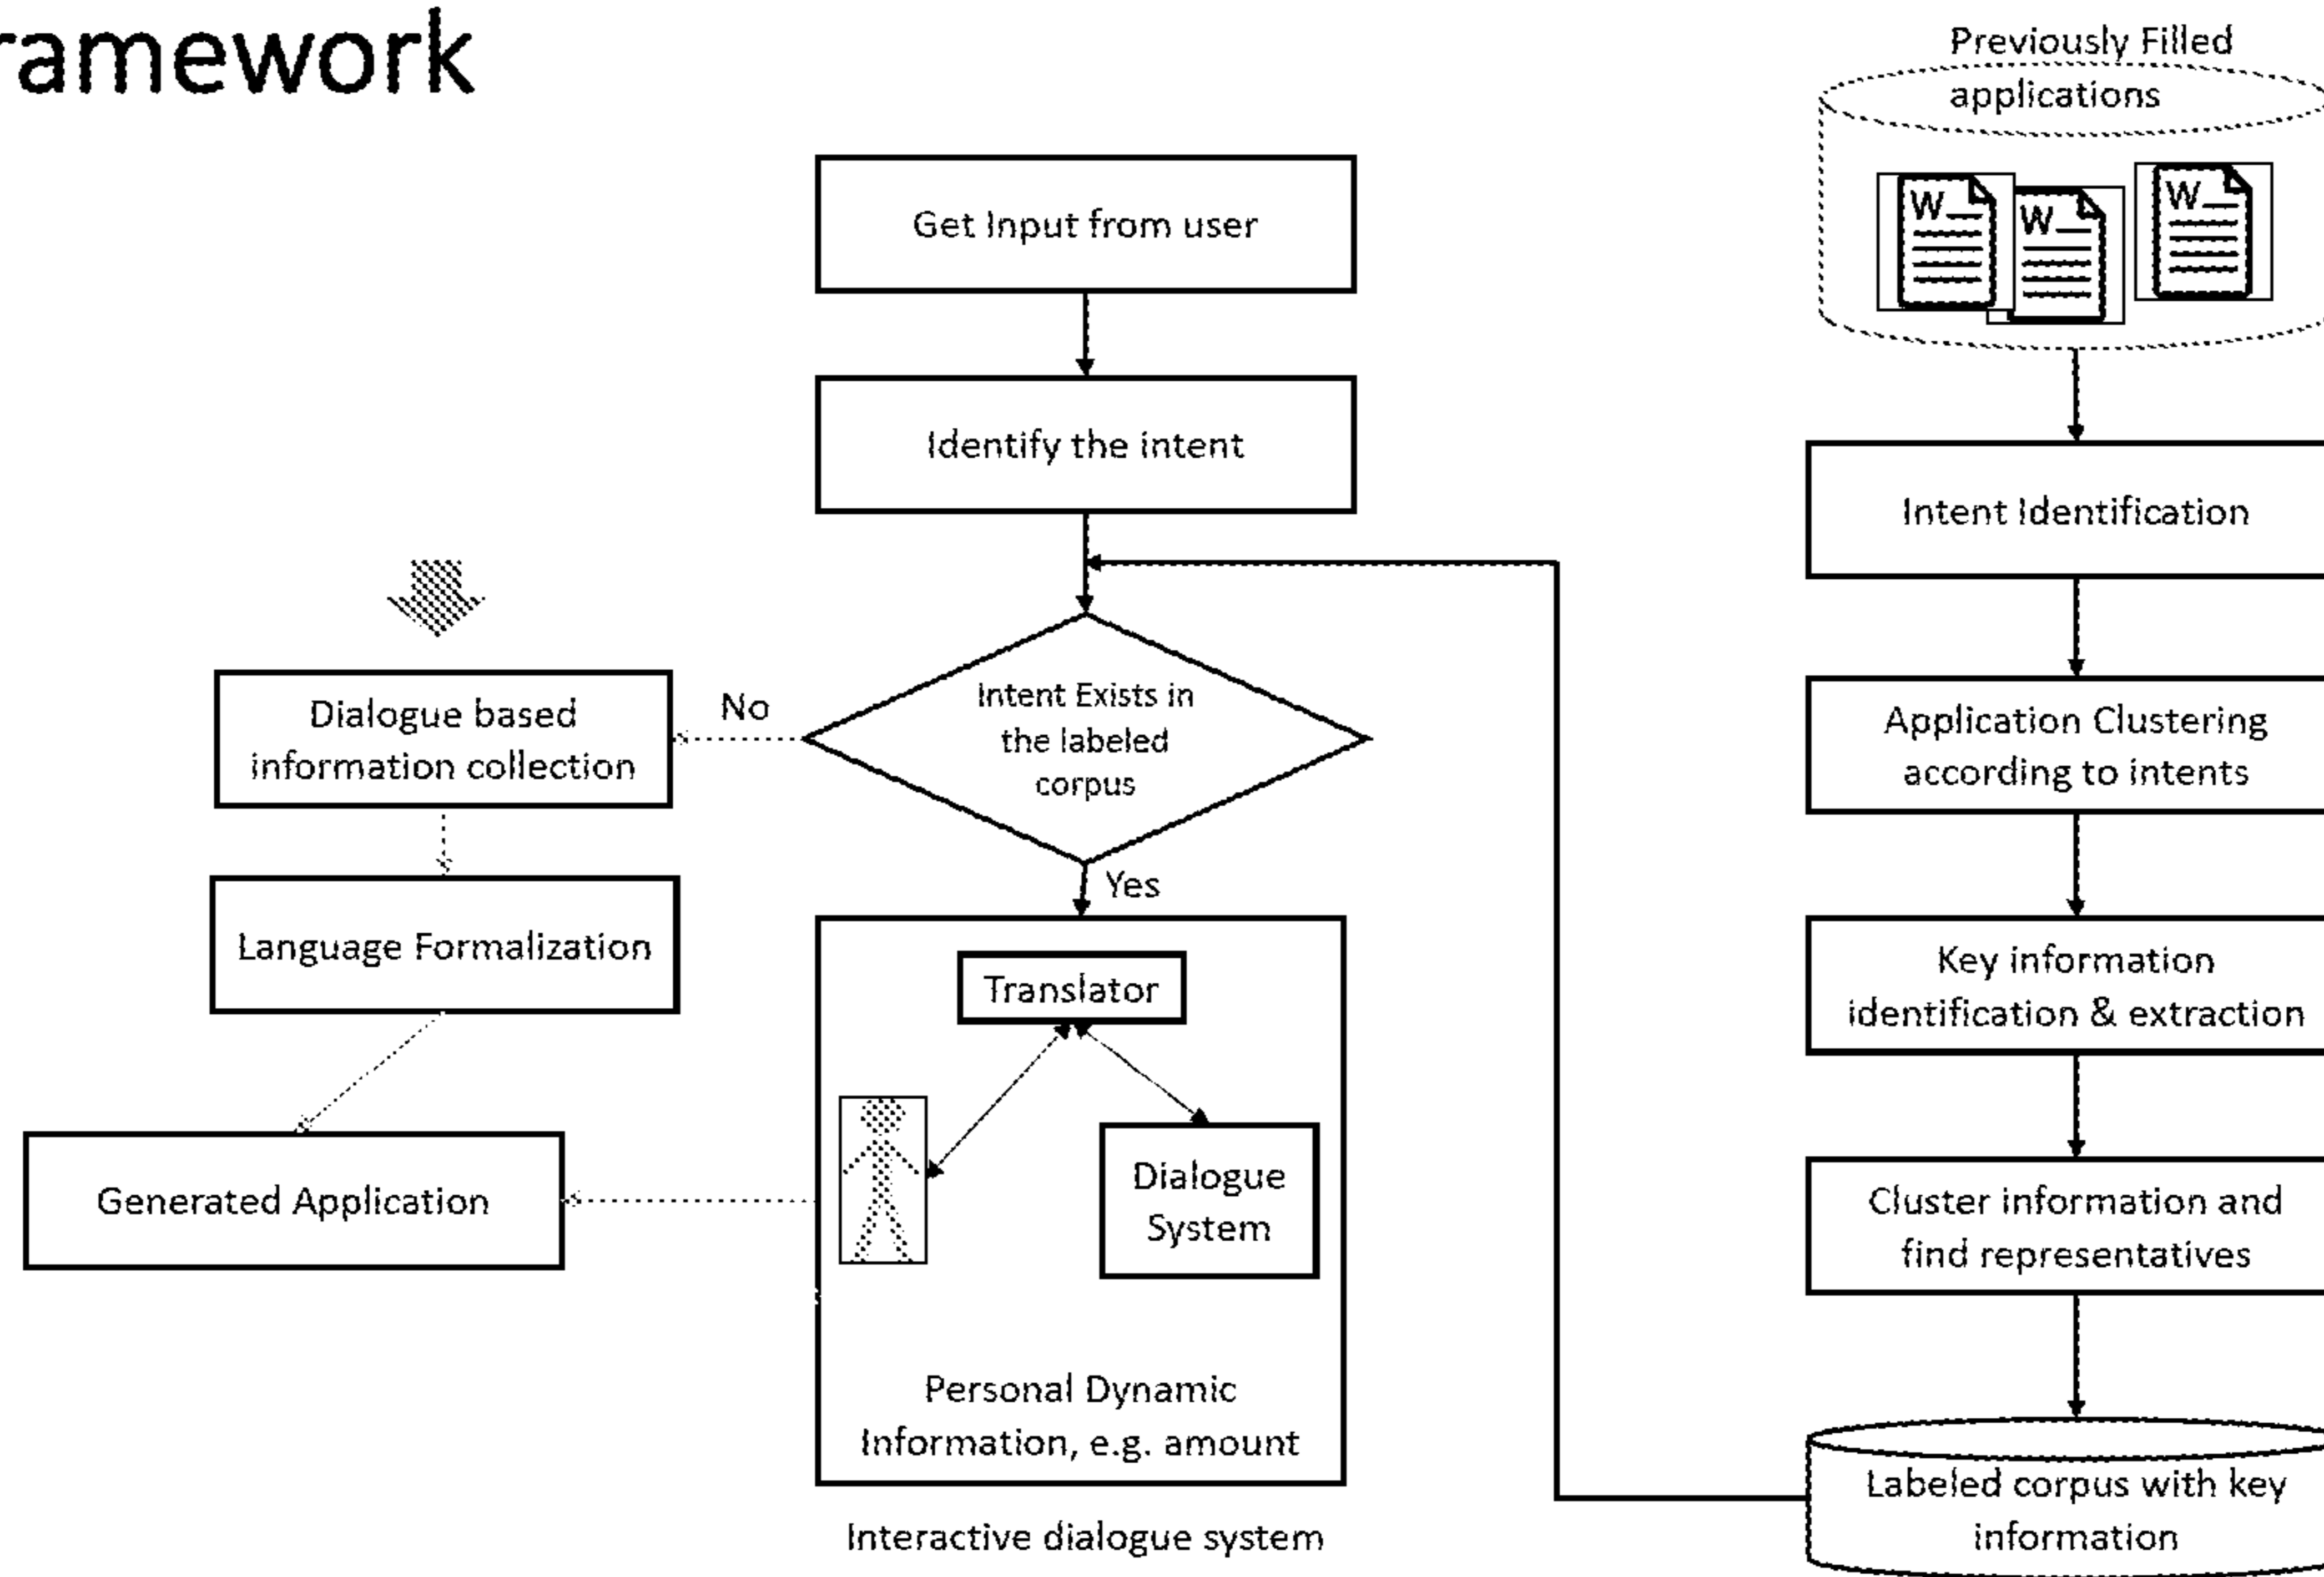 ramework
Previously Filled
applications
W
W
W
Get Input from user
Identify the intent
Intent Identification
Intent Exists in
the labeled
corpus
No
Yes
Dialogue based
information collection
Language Formalization
Generated Application
Translator
Dialogue
System
Personal Dynamic
Information, e.g. amount
Interactive dialogue system
Application Clustering
according to intents
Key information
identification & extraction
Cluster information and
find representatives
Labeled corpus with key
information